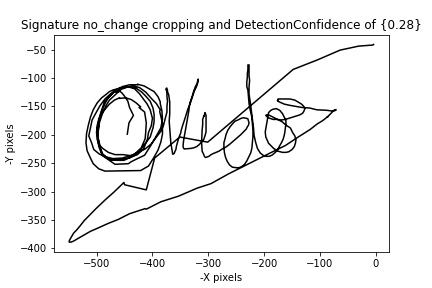 Signature no_change cropping and DetectionConfidence of {0.28}
−50
−100
−150
−200
−250
−300
−350
−400
-Y pixels
−500 −400 −300 −200 −100 0
-X pixels